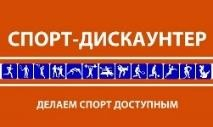 СПОРТ-ДИСКАУНТЕР
ДЕЛАЕМ СПОРТ ДОСТУПНЫМ